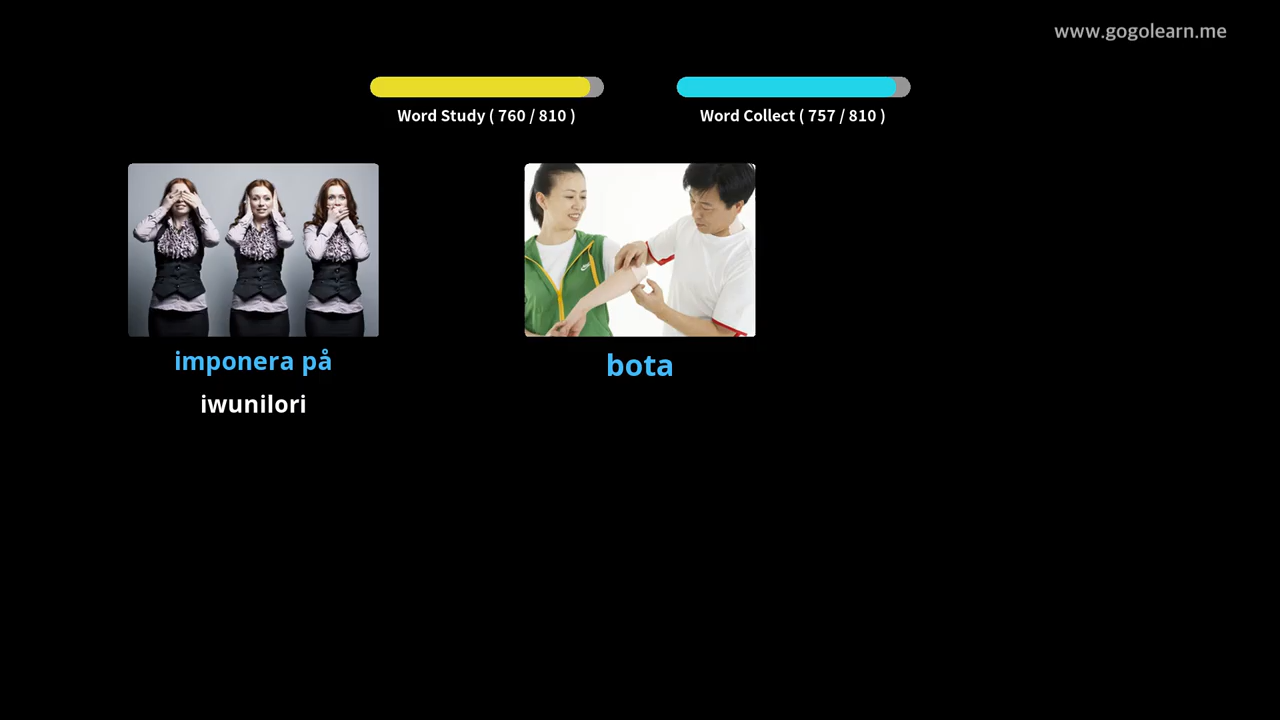 www.gogolearn.me
Word Study ( 760 / 810 )
Word Collect ( 757 / 810 )
imponera på
iwunilori
bota